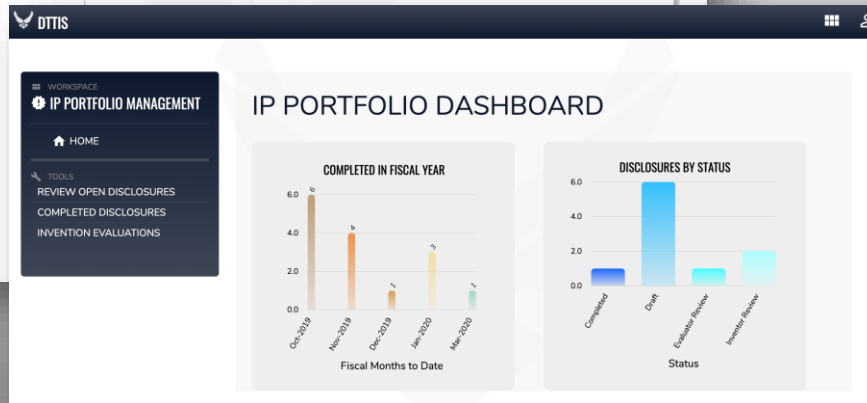 DTTIS
WORKSPACE
IP PORTFOLIO MANAGEMENT
HOME
TOOLS
REVIEW OPEN DISCLOSURES
COMPLETED DISCLOSURES
INVENTION EVALUATIONS
IP PORTFOLIO DASHBOARD
COMPLETED IN FISCAL YEAR
6.0
4.0
2.0
0.0
6
4
1
3
1
Oct-2019
Nov-2019
Dec-2019
Jan-2020
Mar-2020
Fiscal Months to Date
DISCLOSURES BY STATUS
6.0
4.0
2.0
0.0
Completed
Draft
Evaluator Review
Inventor Review
Status